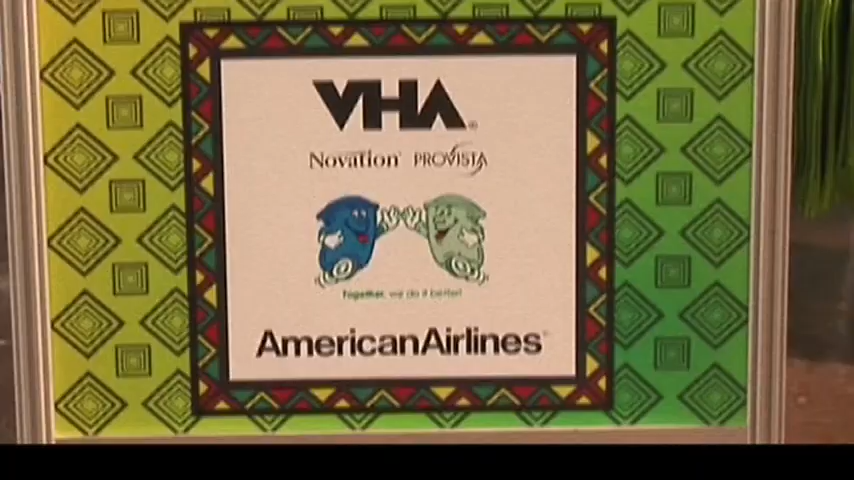 VHA®
Novation® PROVISTA
Together, we do it better!
AmericanAirlines®